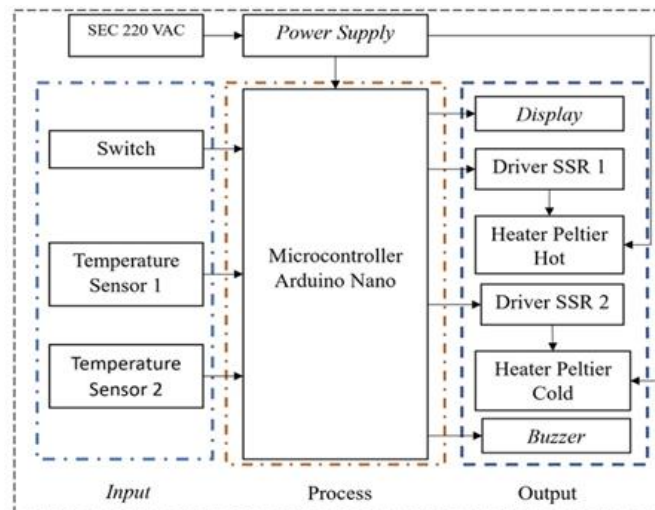 SEC 220 VAC
Power Supply
Switch
Temperature
Sensor 1
Temperature
Sensor 2
Microcontroller
Arduino Nano
Display
Driver SSR 1
Heater Peltier
Hot
Driver SSR 2
Heater Peltier
Cold
Buzzer
Input
Process
Output